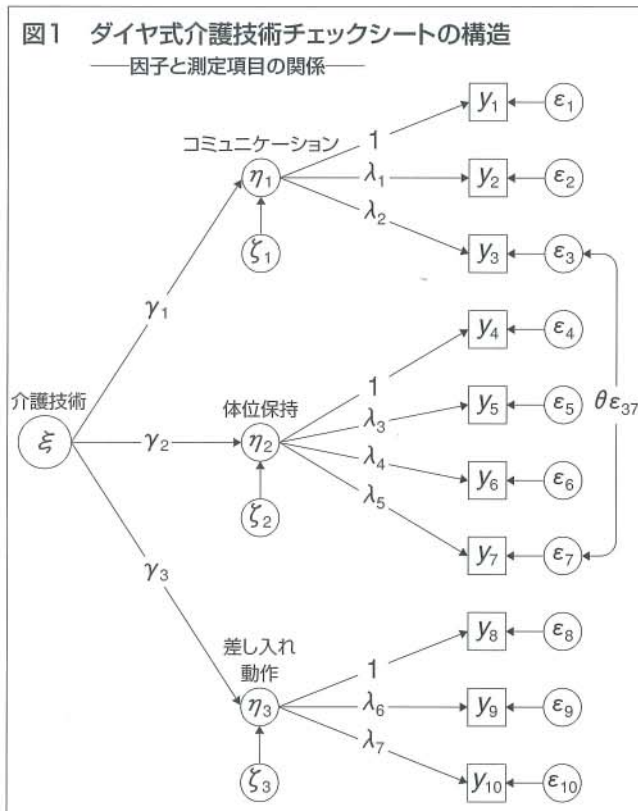 図1 ダイヤ式介護技術チェックシートの構造
――因子と測定項目の関係――
y₁ ε₁
1
コミュニケーション
η₁ λ₁ y₂ ε₂
λ₂
ζ₁ y₃ ε₃
γ₁
y₄ ε₄
1
介護技術 体位保持
λ₃ y₅ ε₅ θε₃₇
ξ γ₂ η₂
λ₄
y₆ ε₆
λ₅
ζ₂
y₇ ε₇
γ₃
y₈ ε₈
差し入れ
動作
1
η₃ λ₆ y₉ ε₉
λ₇
ζ₃ y₁₀ ε₁₀